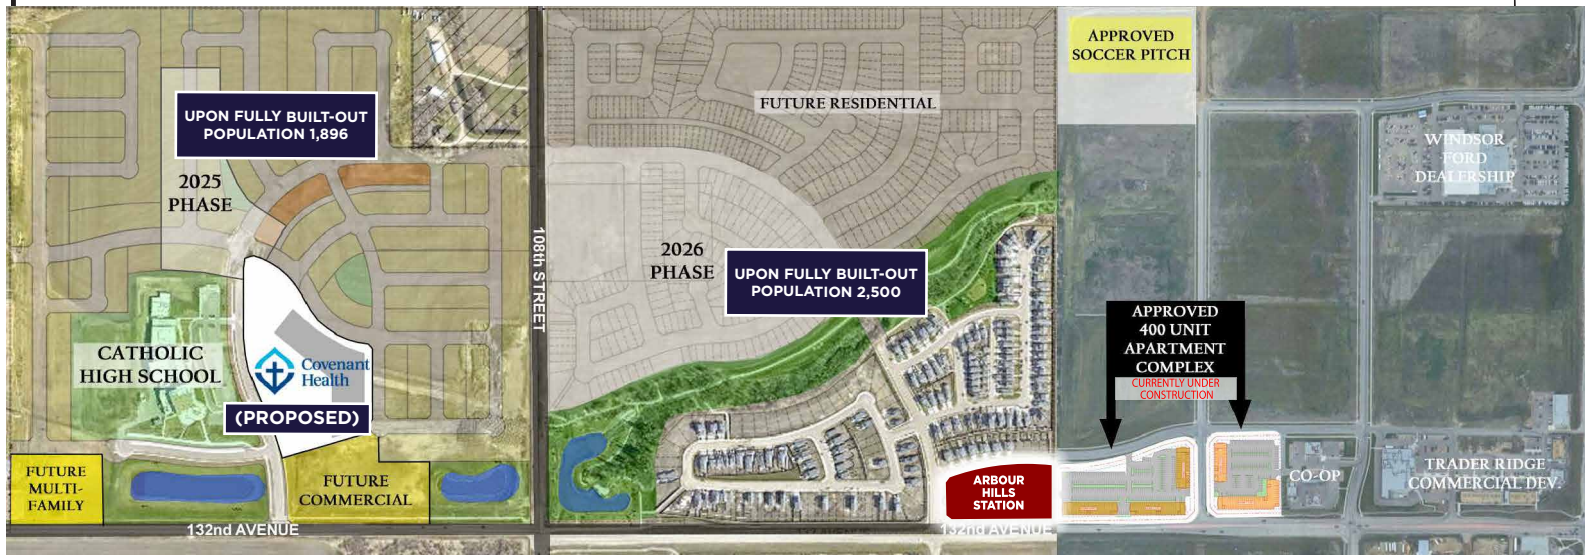 APPROVED
SOCCER PITCH
UPON FULLY BUILT-OUT
POPULATION 1,896
FUTURE RESIDENTIAL
WINDSOR
FORD
DEALERSHIP
2025
PHASE
108th STREET
2026
PHASE
UPON FULLY BUILT-OUT
POPULATION 2,500
APPROVED
400 UNIT
APARTMENT
COMPLEX
CURRENTLY UNDER
CONSTRUCTION
CATHOLIC
HIGH SCHOOL
Covenant
Health
(PROPOSED)
FUTURE
MULTI-
FAMILY
FUTURE
COMMERCIAL
ARBOUR
HILLS
STATION
CO-OP
TRADER RIDGE
COMMERCIAL DEV.
132nd AVENUE
132nd AVENUE